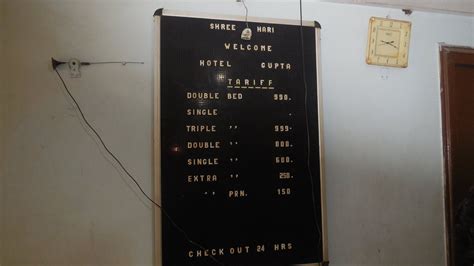 SHREE HARI
WELCOME
HOTEL GUPTA
TARIFF
DOUBLE BED 990.
SINGLE
TRIPLE ,, 999.
DOUBLE ,, 800.
SINGLE ,, 600.
EXTRA ,, 250.
,, PRN. 150
CHECK OUT 24 HRS